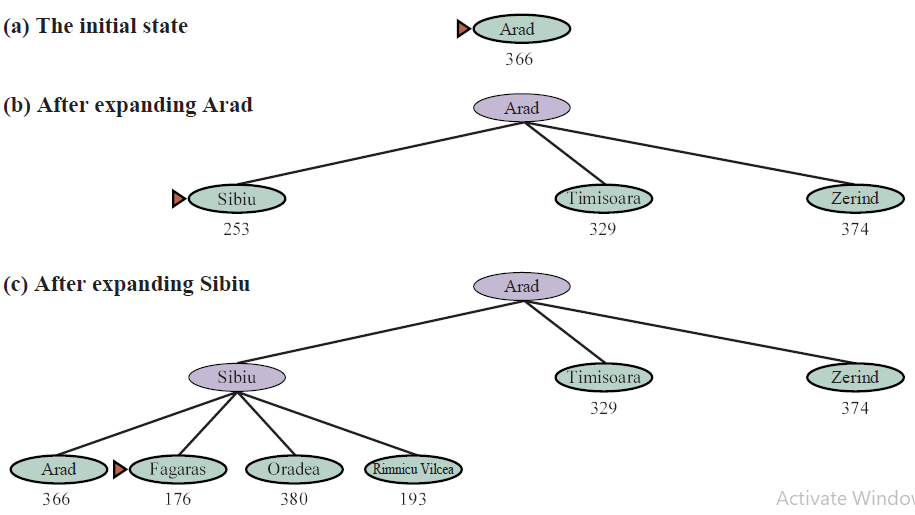 (a) The initial state
Arad
366
(b) After expanding Arad
Arad
Sibiu
Timisoara
Zerind
253
329
374
(c) After expanding Sibiu
Arad
Sibiu
Timisoara
Zerind
329
374
Arad
Fagaras
Oradea
Rimnicu Vilcea
366
176
380
193
Activate Window